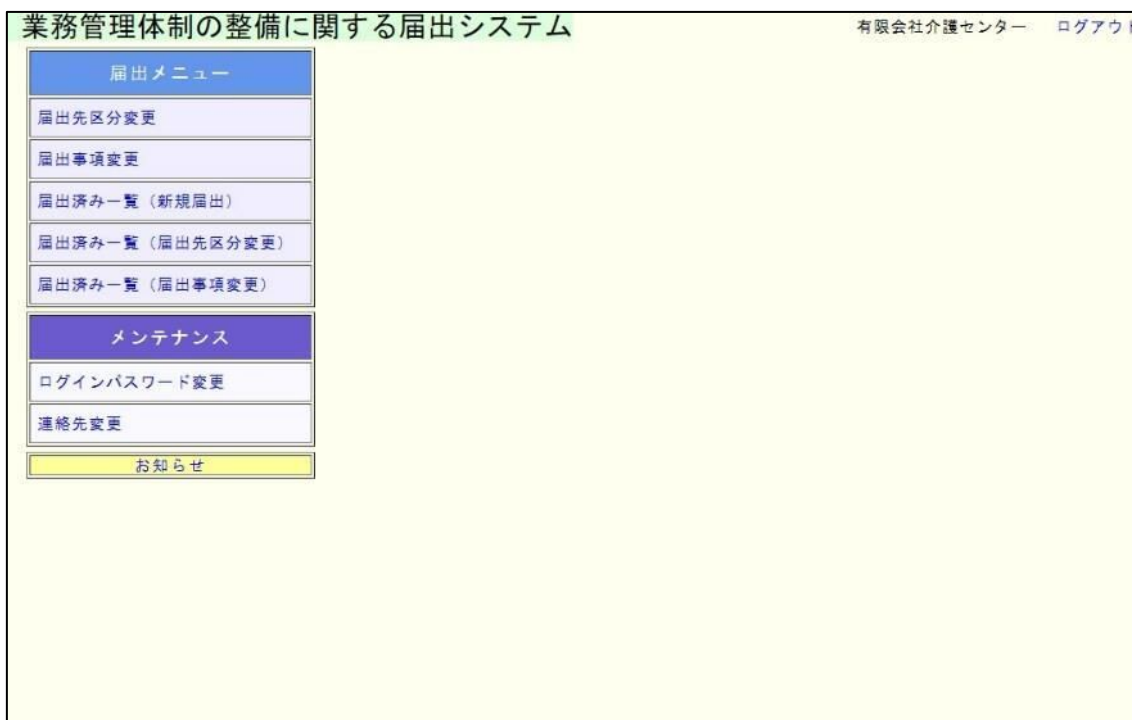 業務管理体制の整備に関する届出システム
有限会社介護センター ログアウト
届出メニュー
届出先区分変更
届出事項変更
届出済み一覧（新規届出）
届出済み一覧（届出先区分変更）
届出済み一覧（届出事項変更）
メンテナンス
ログインパスワード変更
連絡先変更
お知らせ